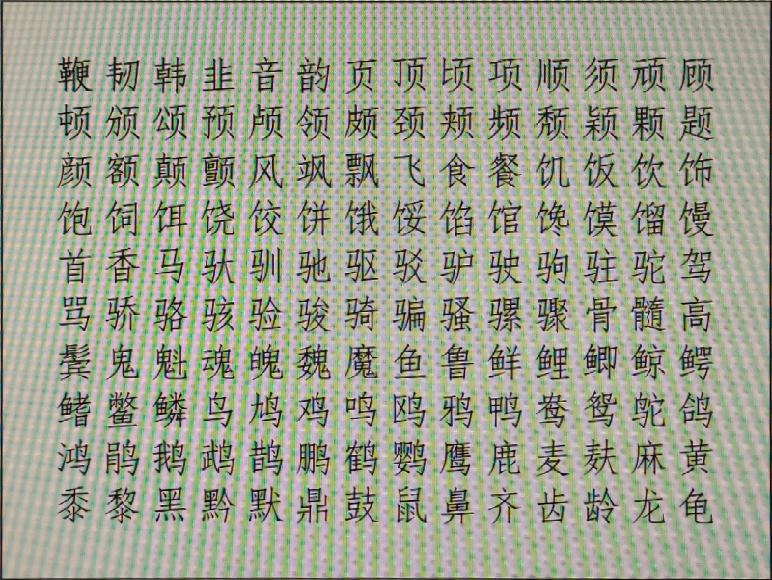 鞭韧韩韭音韵页顶顷项顺须顽顾
顿颁颂预颅领颇颈颊频颓颖颗题
颜额颠颤风飒飘飞食餐饥饭饮饰
饱饲饵饶饺饼饿馁馅馆馋馍馏馒
首香马驮驯驰驱驳驴驶驹驻驼驾
骂骄骆骇验骏骑骗骚骡骤骨髓高
鬓鬼魁魂魄魏魔鱼鲁鲜鲤鲫鲸鳄
鳍鳖鳞鸟鸠鸡鸣鸥鸦鸭鸯鸳鸵鸽
鸿鹃鹅鹉鹊鹏鹤鹦鹰鹿麦麸麻黄
黍黎黑黔默鼎鼓鼠鼻齐齿龄龙龟